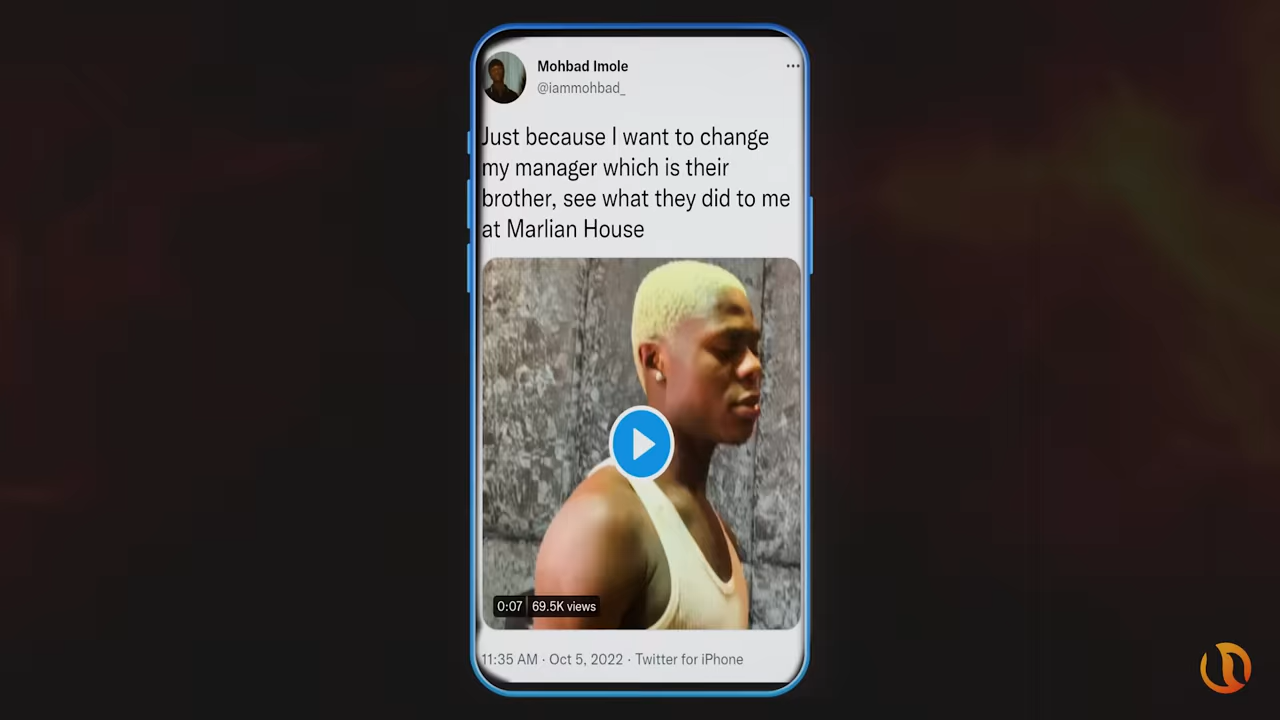 Mohbad Imole
@iammohbad_
Just because I want to change
my manager which is their
brother, see what they did to me
at Marlian House
0:07 69.5K views
11:35 AM · Oct 5, 2022 · Twitter for iPhone